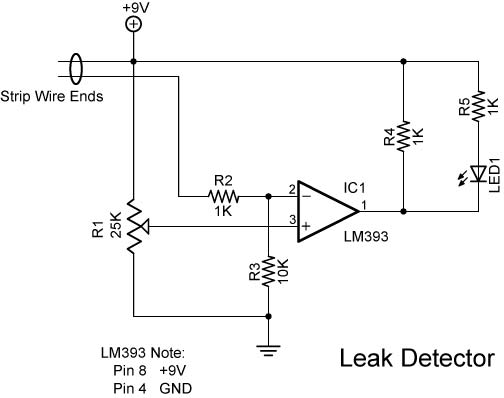 +9V
Strip Wire Ends
R1
25K
R2
1K
R3
10K
2
3
−
+
1
IC1
LM393
R4
1K
R5
1K
LED1
LM393 Note:
Pin 8 +9V
Pin 4 GND
Leak Detector